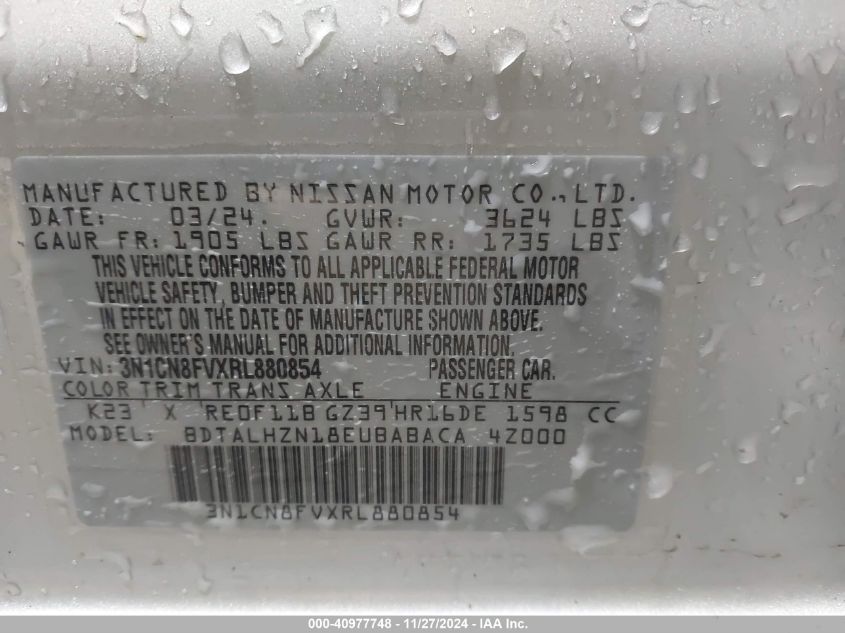 MANUFACTURED BY NISSAN MOTOR CO.,LTD.
DATE: 03/24. GVWR: 3624 LBS
GAWR FR: 1905 LBS GAWR RR: 1735 LBS
THIS VEHICLE CONFORMS TO ALL APPLICABLE FEDERAL MOTOR
VEHICLE SAFETY, BUMPER AND THEFT PREVENTION STANDARDS
IN EFFECT ON THE DATE OF MANUFACTURE SHOWN ABOVE.
SEE OWNER'S MANUAL FOR ADDITIONAL INFORMATION.
VIN: 3N1CN8FVXRL880854 PASSENGER CAR.
COLOR TRIM TRANS AXLE ENGINE
K23 X RE0F11B GZ39 HR16DE 1598 CC
MODEL: BDTALHZN18EUBABACA 4Z000
3N1CN8FVXRL880854
000-40977748 - 11/27/2024 - IAA Inc.